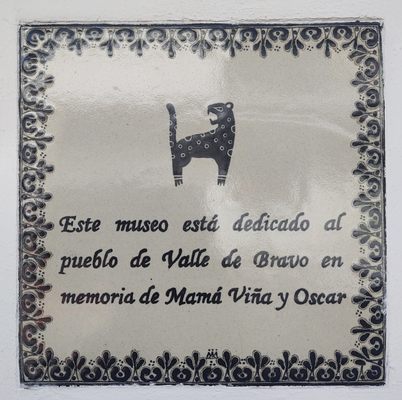 Este museo está dedicado al
pueblo de Valle de Bravo en
memoria de Mamá Viña y Oscar